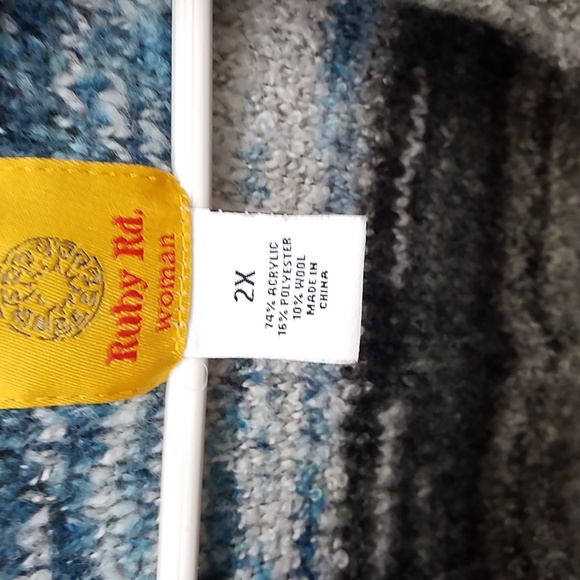 Ruby Rd.
woman
2X
74% ACRYLIC
16% POLYESTER
10% WOOL
MADE IN
CHINA